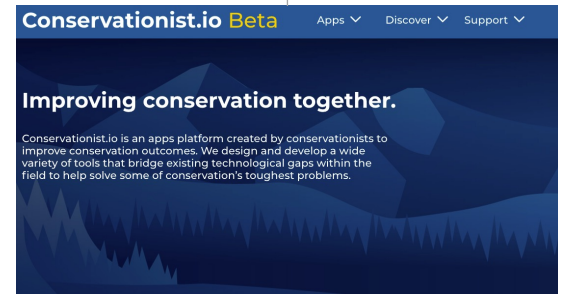 Conservationist.io Beta
Apps Discover Support
Improving conservation together.
Conservationist.io is an apps platform created by conservationists to
improve conservation outcomes. We design and develop a wide
variety of tools that bridge existing technological gaps within the
field to help solve some of conservation’s toughest problems.